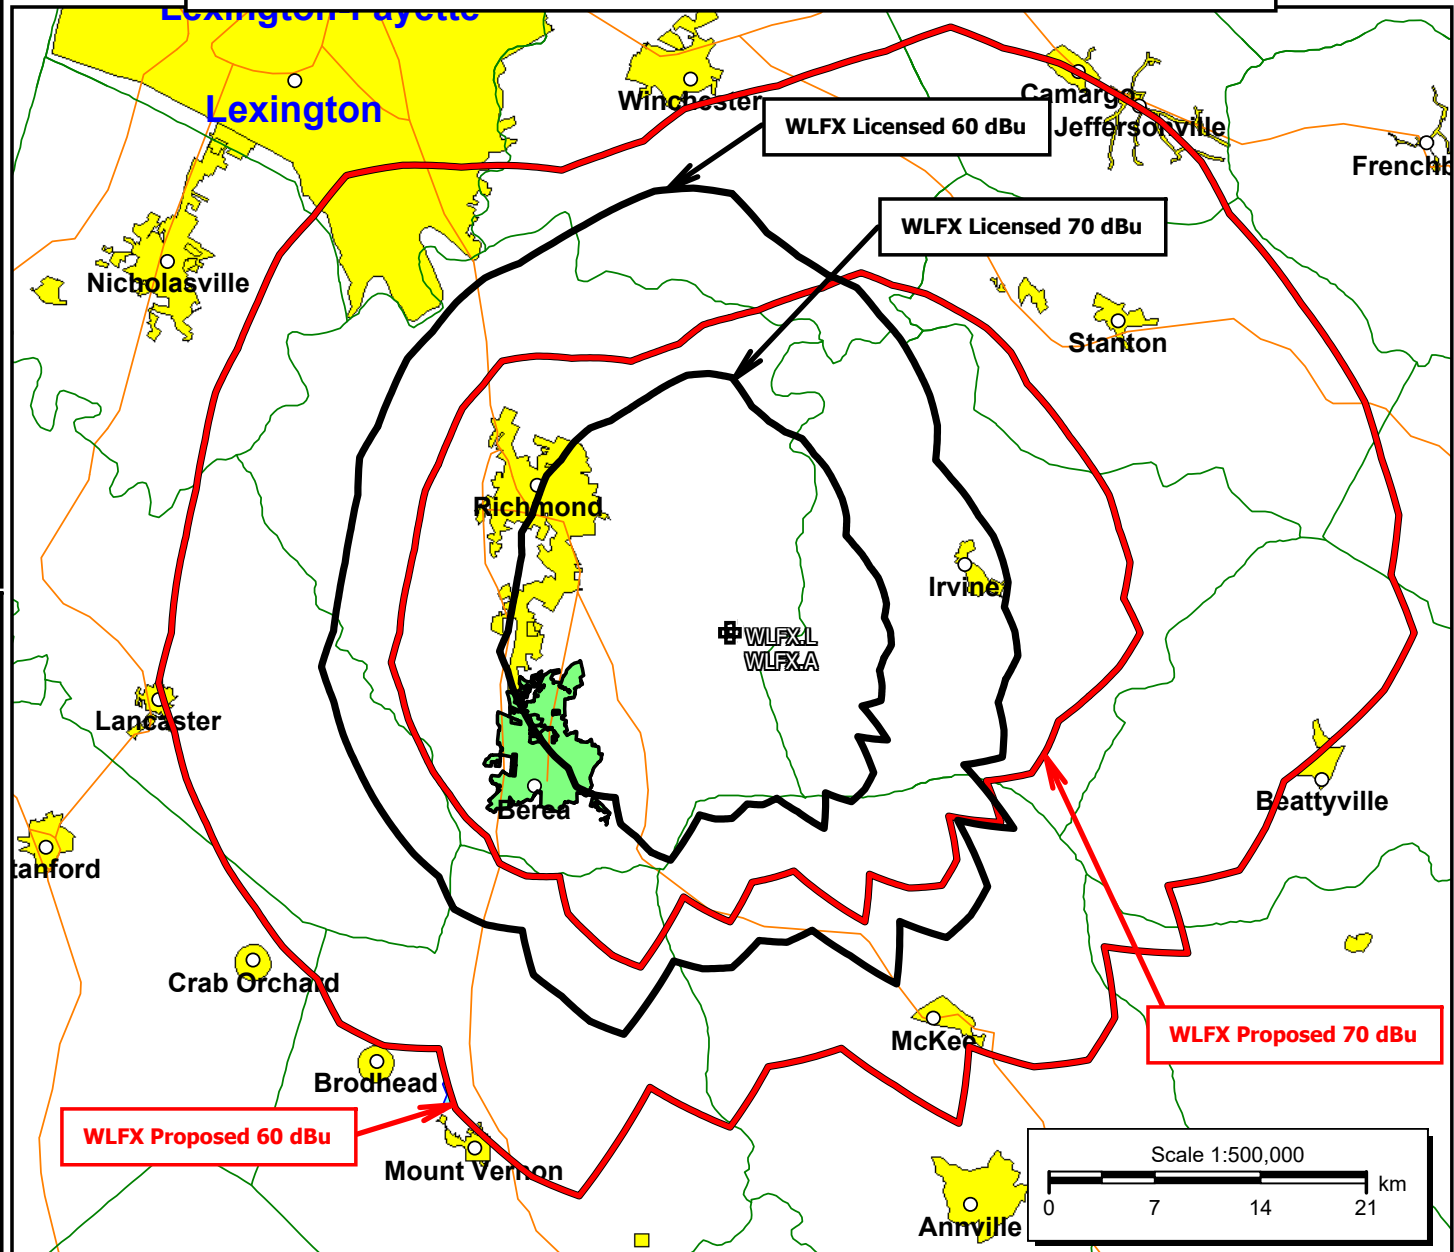 Lexington-Fayette
Lexington
Winchester
Camargo
WLFX Licensed 60 dBu
Jeffersonville
Frenchb
WLFX Licensed 70 dBu
Nicholasville
Stanton
Richmond
Irvine
WLFX.L
WLFX.A
Lancaster
Berea
Beattyville
tanford
Crab Orchard
McKee
WLFX Proposed 70 dBu
Brodhead
WLFX Proposed 60 dBu
Mount Vernon
Scale 1:500,000
km
0 7 14 21
Annville